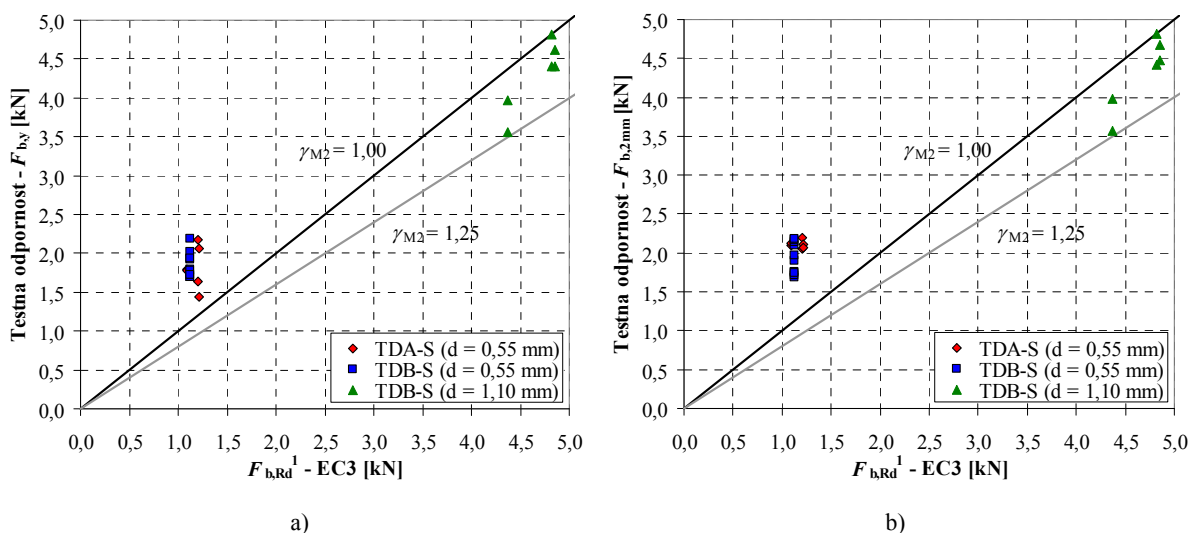 Testna odpornost - F b,y [kN]
5,0
4,5
4,0
3,5
3,0
2,5
2,0
1,5
1,0
0,5
0,0
γM2 = 1,00
γM2 = 1,25
TDA-S (d = 0,55 mm)
TDB-S (d = 0,55 mm)
TDB-S (d = 1,10 mm)
0,0 0,5 1,0 1,5 2,0 2,5 3,0 3,5 4,0 4,5 5,0
F b,Rd 1 - EC3 [kN]
a)
Testna odpornost - F b,2mm [kN]
5,0
4,5
4,0
3,5
3,0
2,5
2,0
1,5
1,0
0,5
0,0
γM2 = 1,00
γM2 = 1,25
TDA-S (d = 0,55 mm)
TDB-S (d = 0,55 mm)
TDB-S (d = 1,10 mm)
0,0 0,5 1,0 1,5 2,0 2,5 3,0 3,5 4,0 4,5 5,0
F b,Rd 1 - EC3 [kN]
b)